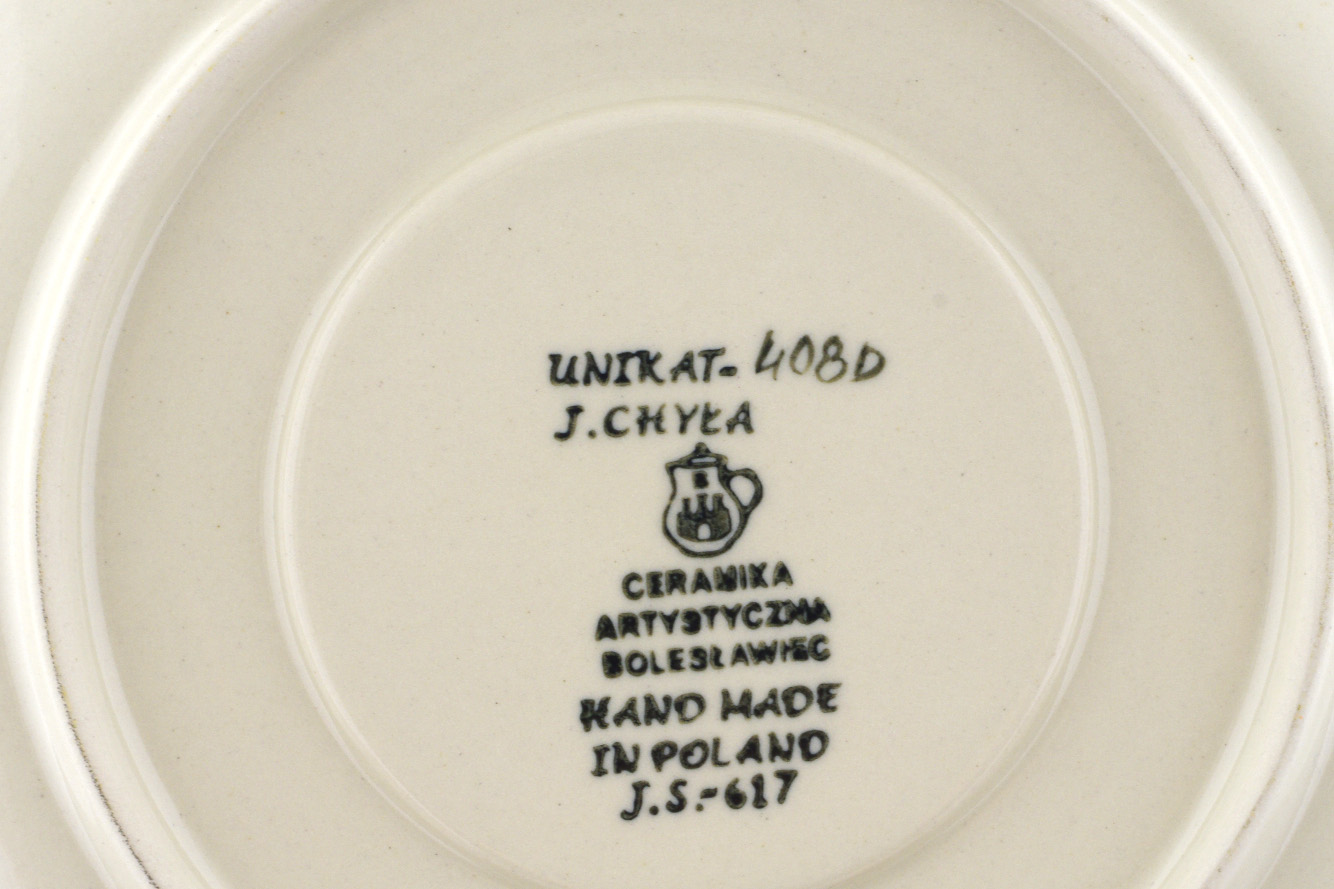 UNIKAT-408D
J.CHYŁA
B
CERAMIKA
ARTYSTYCZNA
BOLESŁAWIEC
HAND MADE
IN POLAND
J.S.-617